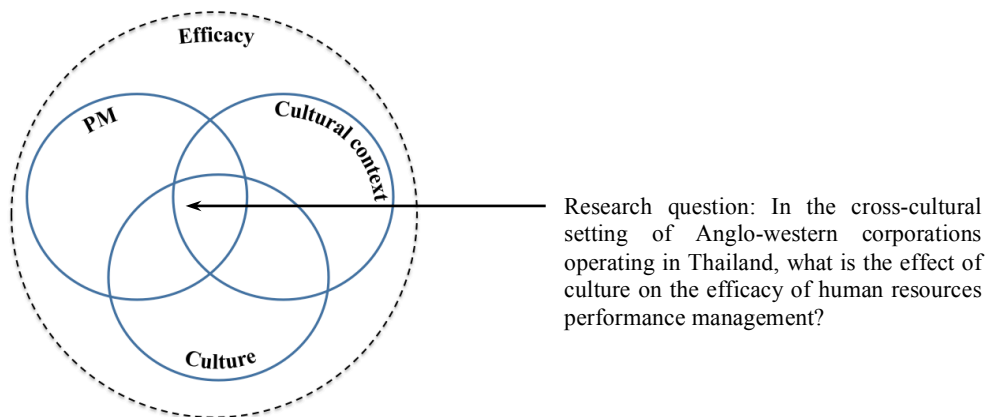 Efficacy
PM
Cultural context
Culture
Research question: In the cross-cultural
setting of Anglo-western corporations
operating in Thailand, what is the effect of
culture on the efficacy of human resources
performance management?